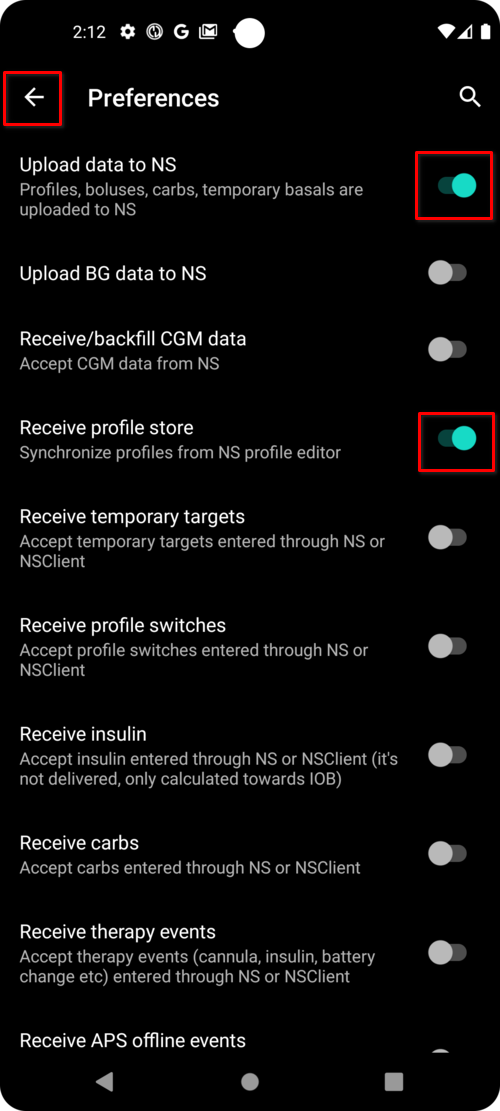 2:12
Preferences
Upload data to NS
Profiles, boluses, carbs, temporary basals are
uploaded to NS
Upload BG data to NS
Receive/backfill CGM data
Accept CGM data from NS
Receive profile store
Synchronize profiles from NS profile editor
Receive temporary targets
Accept temporary targets entered through NS or
NSClient
Receive profile switches
Accept profile switches entered through NS or
NSClient
Receive insulin
Accept insulin entered through NS or NSClient (it's
not delivered, only calculated towards IOB)
Receive carbs
Accept carbs entered through NS or NSClient
Receive therapy events
Accept therapy events (cannula, insulin, battery
change etc) entered through NS or NSClient
Receive APS offline events